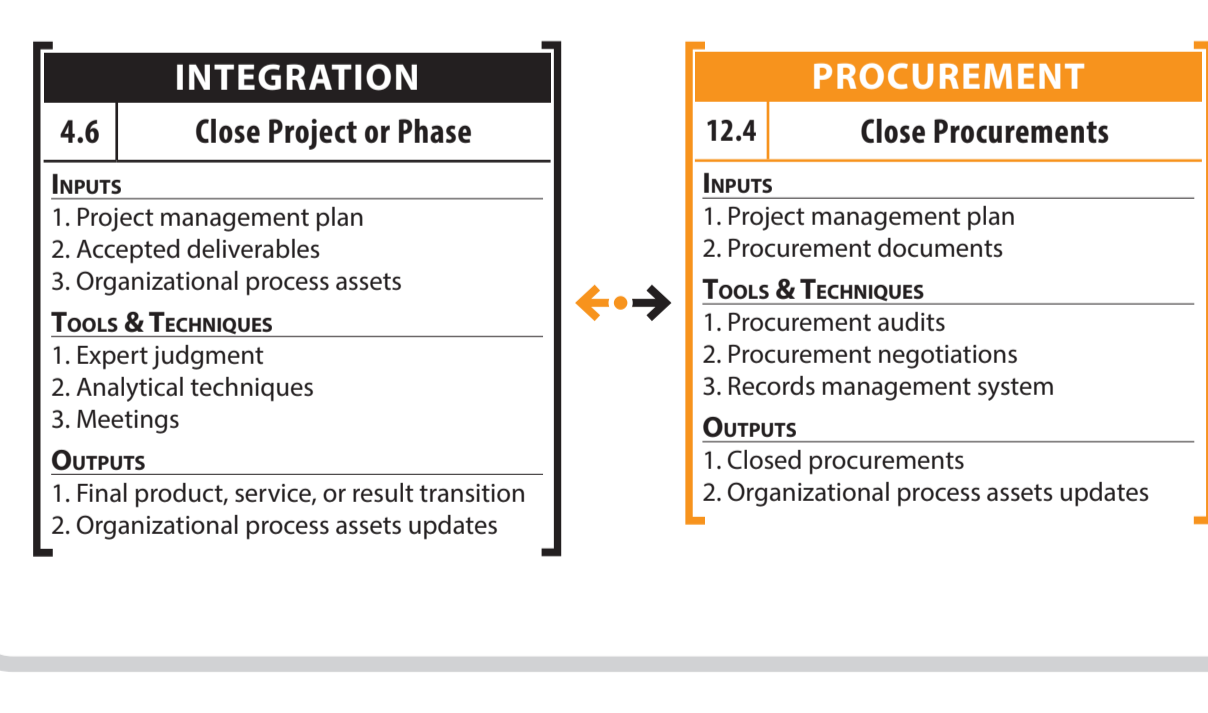 INTEGRATION
4.6 Close Project or Phase
INPUTS
1. Project management plan
2. Accepted deliverables
3. Organizational process assets
TOOLS & TECHNIQUES
1. Expert judgment
2. Analytical techniques
3. Meetings
OUTPUTS
1. Final product, service, or result transition
2. Organizational process assets updates
PROCUREMENT
12.4 Close Procurements
INPUTS
1. Project management plan
2. Procurement documents
TOOLS & TECHNIQUES
1. Procurement audits
2. Procurement negotiations
3. Records management system
OUTPUTS
1. Closed procurements
2. Organizational process assets updates